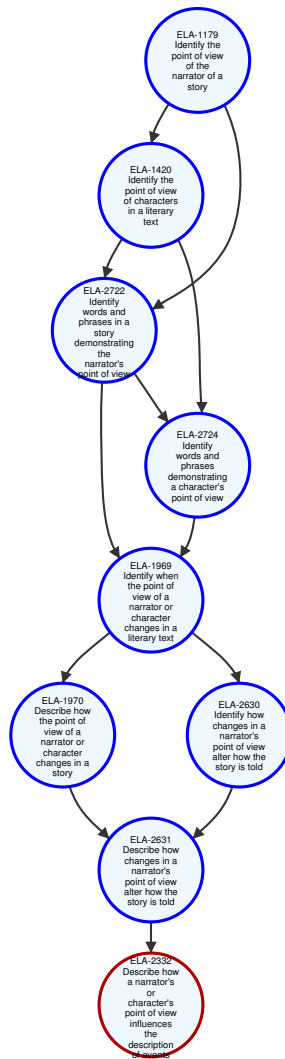 ELA-1179
Identify the
point of view
of the
narrator of a
story
ELA-1420
Identify the
point of view
of characters
in a literary
text
ELA-2722
Identify
words and
phrases in a
story
demonstrating
the
narrator's
point of view
ELA-2724
Identify
words and
phrases
demonstrating
a character's
point of view
ELA-1969
Identify when
the point of
view of a
narrator or
character
changes in a
literary text
ELA-1970
Describe how
the point of
view of a
narrator or
character
changes in a
story
ELA-2630
Identify how
changes in a
narrator's
point of view
alter how the
story is told
ELA-2631
Describe how
changes in a
narrator's
point of view
alter how the
story is told
ELA-2332
Describe how
a narrator's
or
character's
point of view
influences
the
description
of events